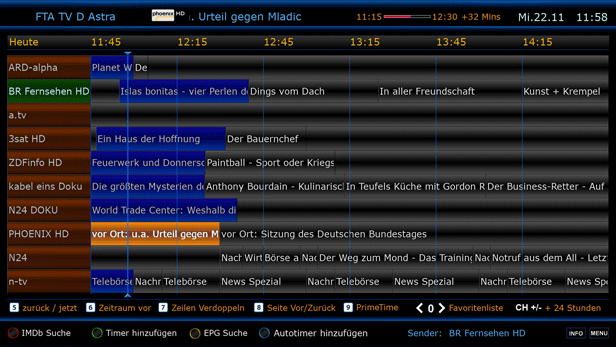 FTA TV D Astra phoenix HD . Urteil gegen Mladic 11:15 12:30 +32 Mins Mi.22.11 11:58
Heute 11:45 12:15 12:45 13:15 13:45 14:15
ARD-alpha Planet W De
BR Fernsehen HD Islas bonitas - vier Perlen d Dings vom Dach In aller Freundschaft Kunst + Krempel
a.tv
3sat HD Ein Haus der Hoffnung Der Bauernchef
ZDFinfo HD Feuerwerk und Donnersc Paintball - Sport oder Kriegs
kabel eins Doku Die größten Mysterien d Anthony Bourdain - Kulinarisc In Teufels Küche mit Gordon R Der Business-Retter - Auf
N24 DOKU World Trade Center: Weshalb di
PHOENIX HD vor Ort: u.a. Urteil gegen M vor Ort: Sitzung des Deutschen Bundestages
N24 Nach Wirt Börse a Nac Der Weg zum Mond - Das Training Nac Notruf aus dem All - Letz
n-tv Telebörse Nachr Telebörse News Spezial Nachr Telebörse News Spezial Nachr Telebörse News Spezial
5 zurück / jetzt 6 Zeitraum vor 7 Zeilen Verdoppeln 8 Seite Vor/Zurück 9 PrimeTime < 0 > Favoritenliste CH +/- + 24 Stunden
IMDb Suche Timer hinzufügen EPG Suche Autotimer hinzufügen Sender: BR Fernsehen HD INFO MENU